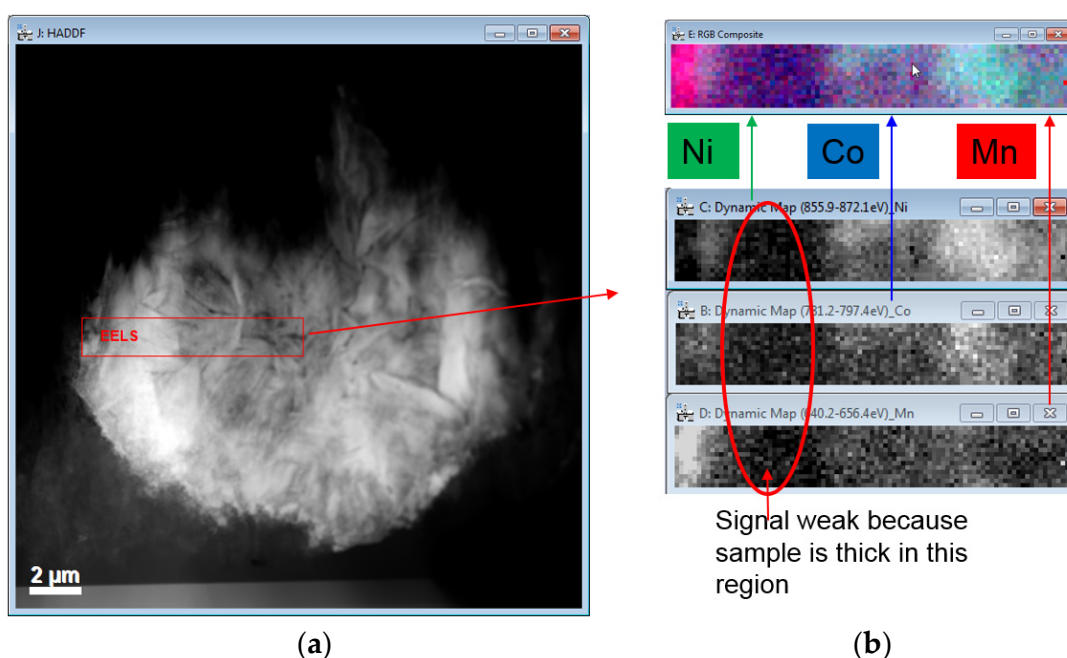 J: HADDF
EELS
2 µm
(a)
E: RGB Composite
Ni
Co
Mn
C: Dynamic Map (855.9-872.1eV)_Ni
B: Dynamic Map (781.2-797.4eV)_Co
D: Dynamic Map (640.2-656.4eV)_Mn
Signal weak because
sample is thick in this
region
(b)